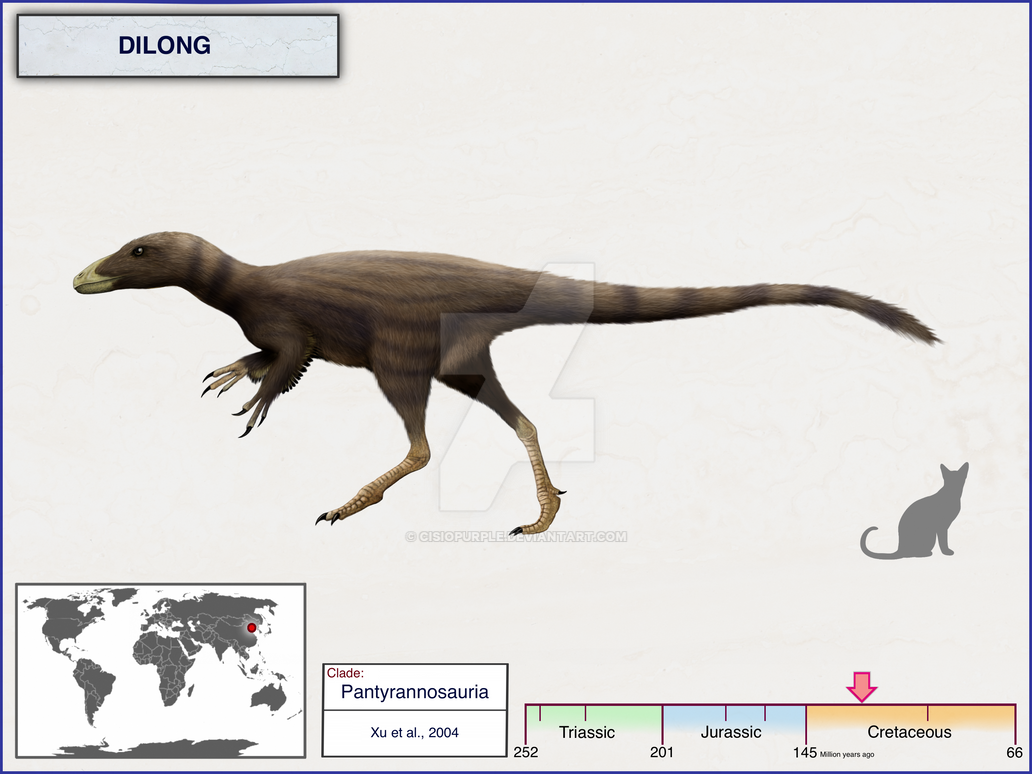 DILONG
© CISIOPURPLE.DEVIANTART.COM
Clade:
Pantyrannosauria
Xu et al., 2004
Triassic
Jurassic
Cretaceous
252
201
145
Million years ago
66